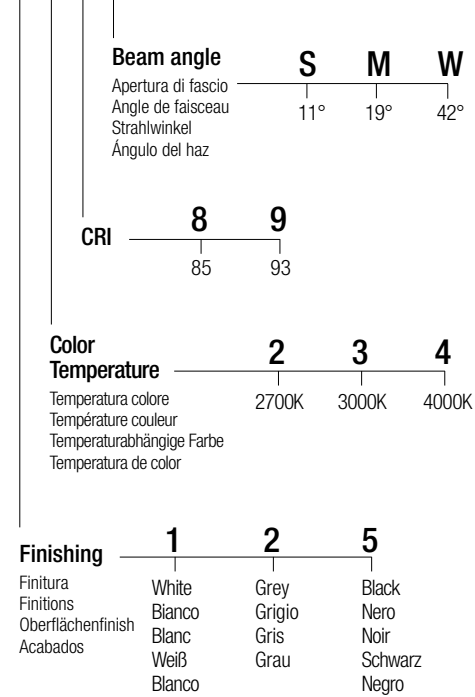 Beam angle
Apertura di fascio
Angle de faisceau
Strahlwinkel
Ángulo del haz
S M W
11° 19° 42°
CRI
8 9
85 93
Color
Temperature
Temperatura colore
Température couleur
Temperaturabhängige Farbe
Temperatura de color
2 3 4
2700K 3000K 4000K
Finishing
Finitura
Finitions
Oberflächenfinish
Acabados
1 2 5
White Grey Black
Bianco Grigio Nero
Blanc Gris Noir
Weiß Grau Schwarz
Blanco Negro